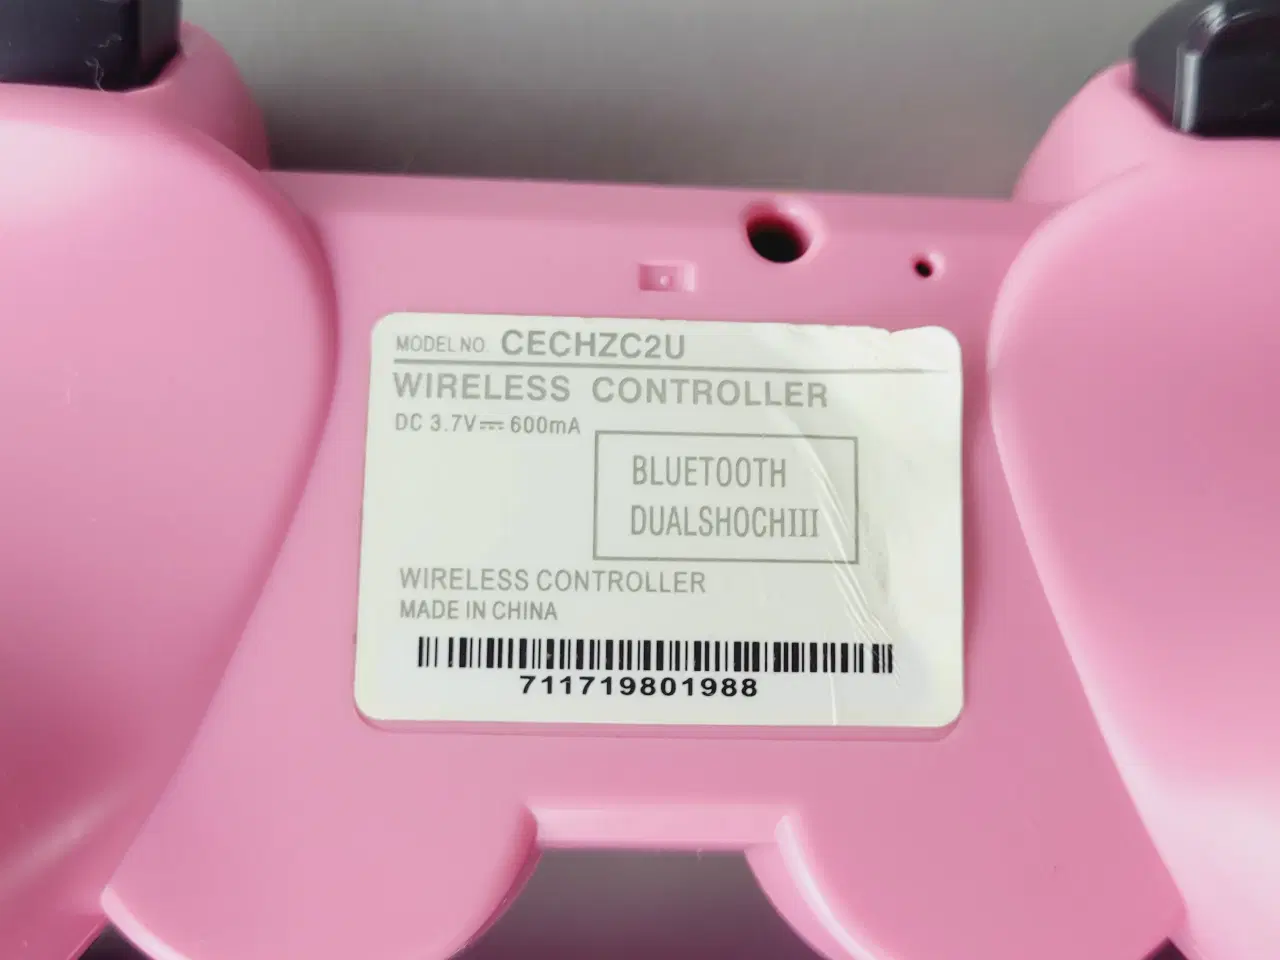 MODEL NO. CECHZC2U
WIRELESS CONTROLLER
DC 3.7V⎓600mA
BLUETOOTH
DUALSHOCHIII
WIRELESS CONTROLLER
MADE IN CHINA
711719801988